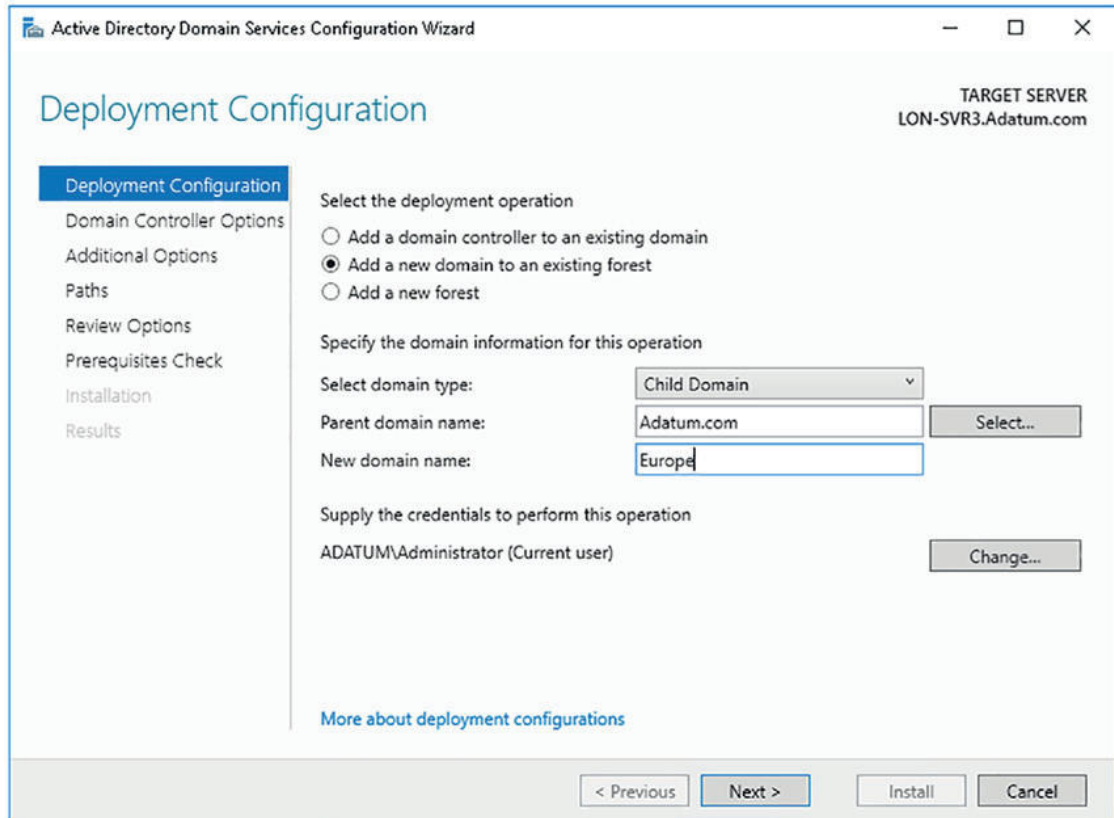 Active Directory Domain Services Configuration Wizard
Deployment Configuration
TARGET SERVER
LON-SVR3.Adatum.com
Deployment Configuration
Domain Controller Options
Additional Options
Paths
Review Options
Prerequisites Check
Installation
Results
Select the deployment operation
Add a domain controller to an existing domain
Add a new domain to an existing forest
Add a new forest
Specify the domain information for this operation
Select domain type: Child Domain
Parent domain name: Adatum.com Select...
New domain name: Europe
Supply the credentials to perform this operation
ADATUM\Administrator (Current user) Change...
More about deployment configurations
< Previous Next > Install Cancel